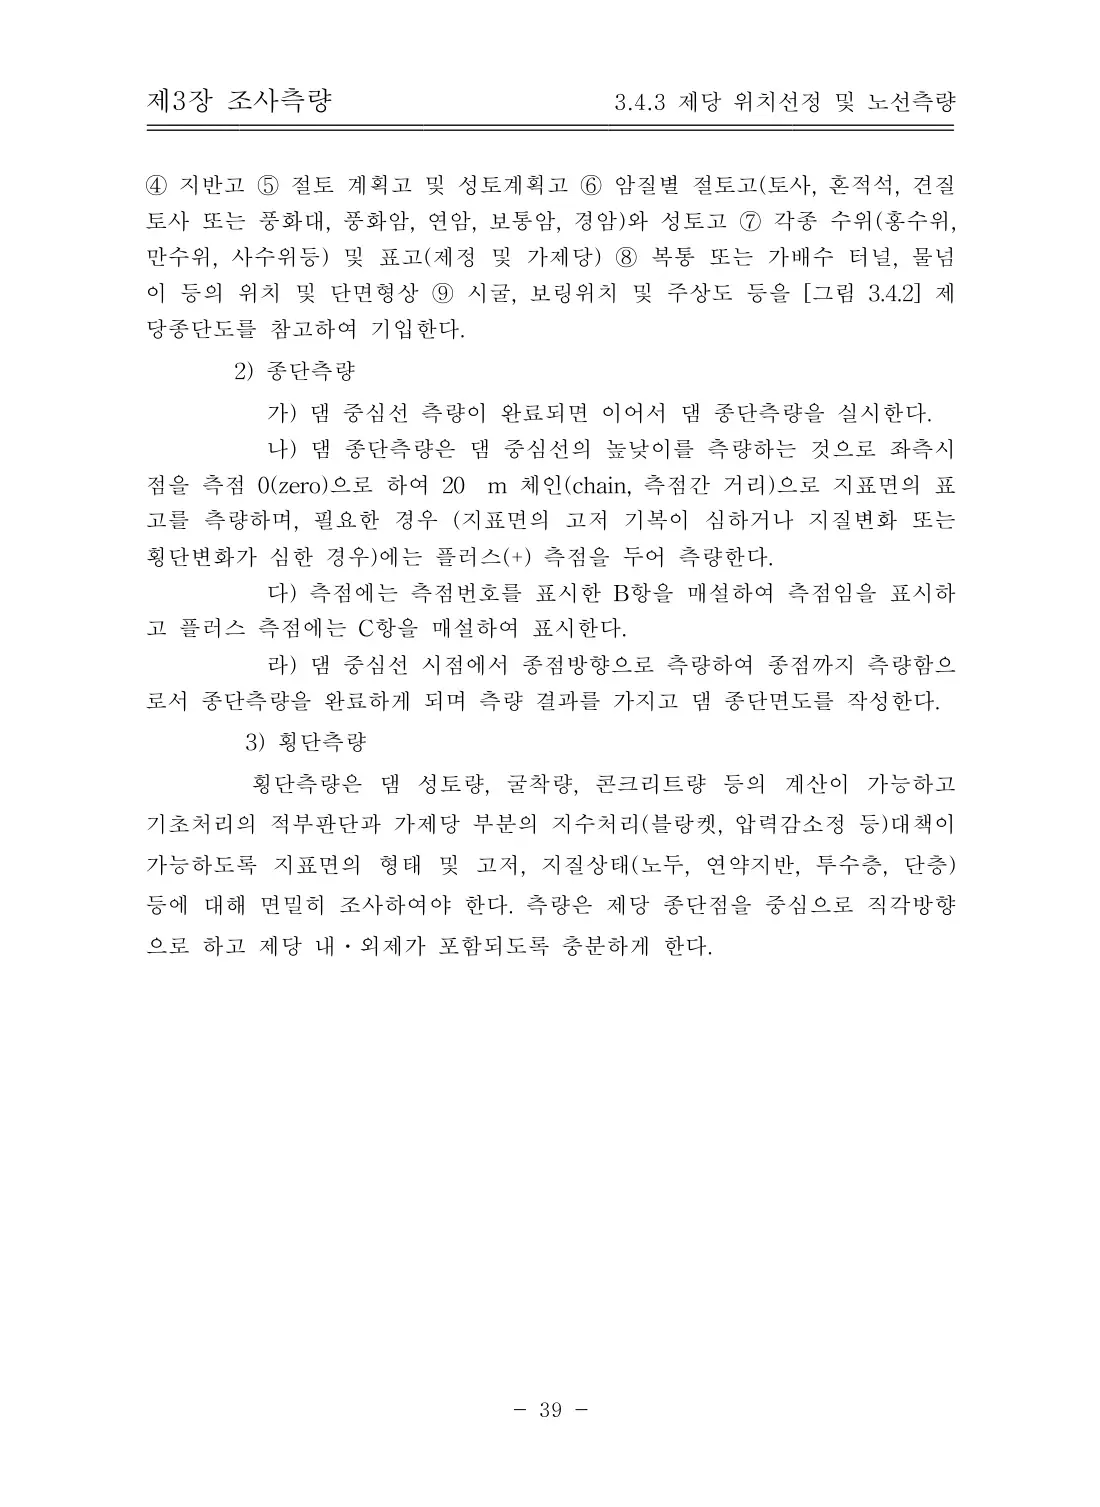 제3장 조사측량
3.4.3 제당 위치선정 및 노선측량
④ 지반고 ⑤ 절토 계획고 및 성토계획고 ⑥ 암질별 절토고(토사, 혼적석, 견질
토사 또는 풍화대, 풍화암, 연암, 보통암, 경암)와 성토고 ⑦ 각종 수위(홍수위,
만수위, 사수위등) 및 표고(제정 및 가제당) ⑧ 복통 또는 가배수 터널, 물넘
이 등의 위치 및 단면형상 ⑨ 시굴, 보링위치 및 주상도 등을 [그림 3.4.2] 제
당종단도를 참고하여 기입한다.
2) 종단측량
가) 댐 중심선 측량이 완료되면 이어서 댐 종단측량을 실시한다.
나) 댐 종단측량은 댐 중심선의 높낮이를 측량하는 것으로 좌측시
점을 측점 0(zero)으로 하여 20 m 체인(chain, 측점간 거리)으로 지표면의 표
고를 측량하며, 필요한 경우 (지표면의 고저 기복이 심하거나 지질변화 또는
횡단변화가 심한 경우)에는 플러스(+) 측점을 두어 측량한다.
다) 측점에는 측점번호를 표시한 B항을 매설하여 측점임을 표시하
고 플러스 측점에는 C항을 매설하여 표시한다.
라) 댐 중심선 시점에서 종점방향으로 측량하여 종점까지 측량함으
로서 종단측량을 완료하게 되며 측량 결과를 가지고 댐 종단면도를 작성한다.
3) 횡단측량
횡단측량은 댐 성토량, 굴착량, 콘크리트량 등의 계산이 가능하고
기초처리의 적부판단과 가제당 부분의 지수처리(블랑켓, 압력감소정 등)대책이
가능하도록 지표면의 형태 및 고저, 지질상태(노두, 연약지반, 투수층, 단층)
등에 대해 면밀히 조사하여야 한다. 측량은 제당 종단점을 중심으로 직각방향
으로 하고 제당 내・외제가 포함되도록 충분하게 한다.
- 39 -